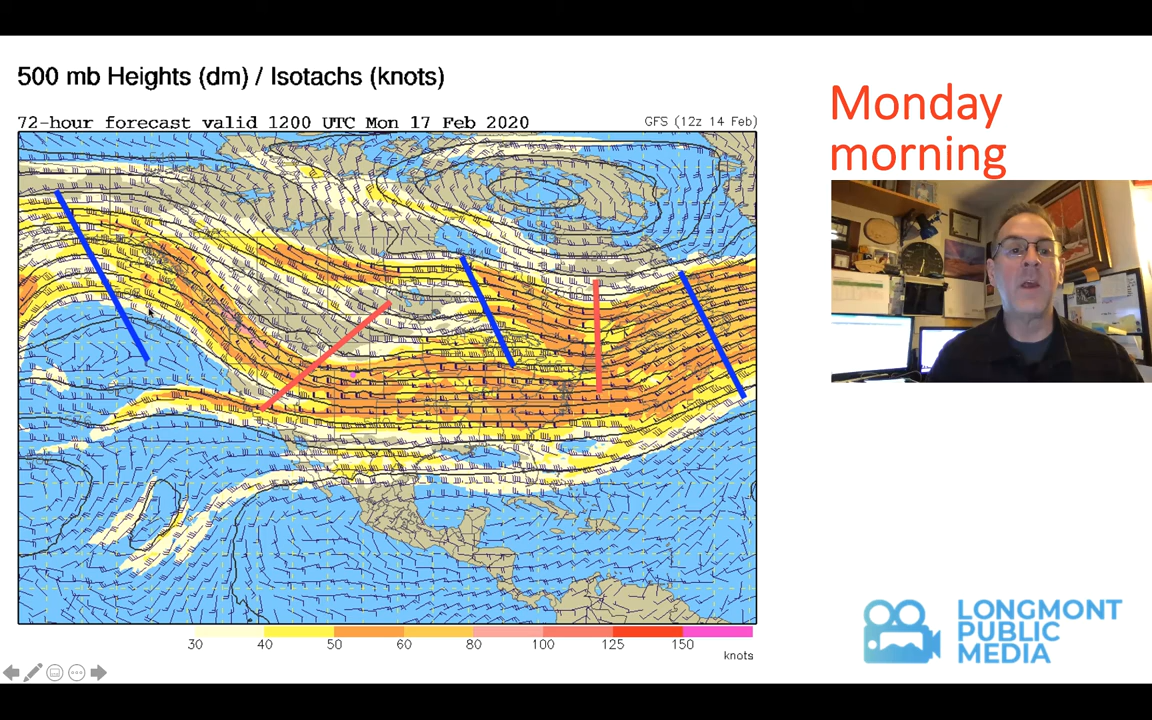 500 mb Heights (dm) / Isotachs (knots)
72-hour forecast valid 1200 UTC Mon 17 Feb 2020
GFS (12z 14 Feb)
Monday
morning
30 40 50 60 80 100 125 150
knots
LONGMONT
PUBLIC
MEDIA